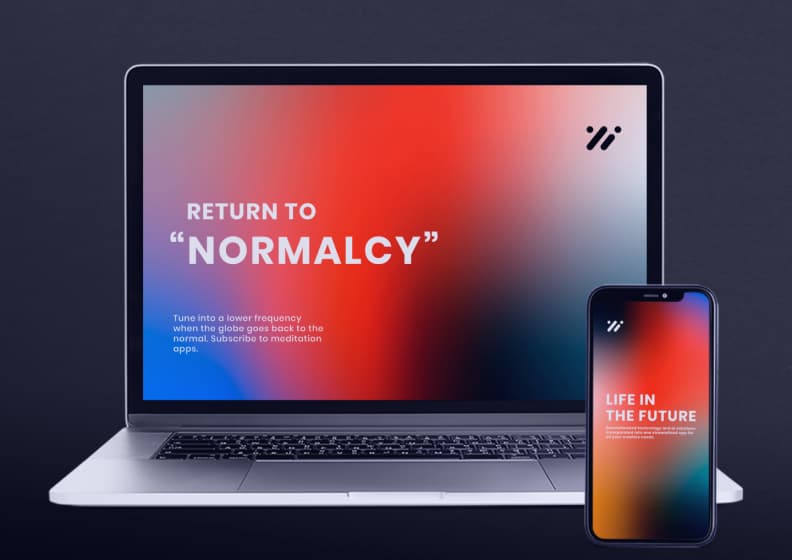 RETURN TO
“NORMALCY”
Tune into a lower frequency
when the globe goes back to the
normal. Subscribe to meditation
apps.
LIFE IN
THE FUTURE